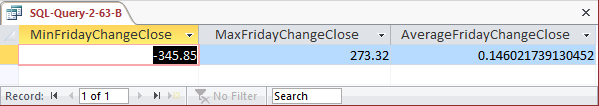 SQL-Query-2-63-B
MinFridayChangeClose MaxFridayChangeClose AverageFridayChangeClose
-345.85 273.32 0.146021739130452
Record: 1 of 1 No Filter Search